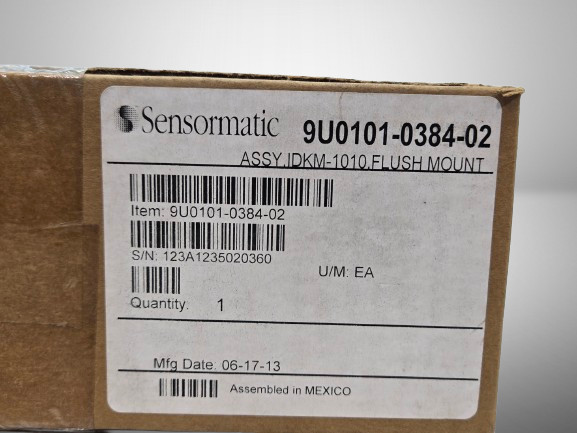 Sensormatic 9U0101-0384-02
ASSY,IDKM-1010,FLUSH MOUNT
Item: 9U0101-0384-02
S/N: 123A1235020360
U/M: EA
Quantity: 1
Mfg Date: 06-17-13
Assembled in MEXICO